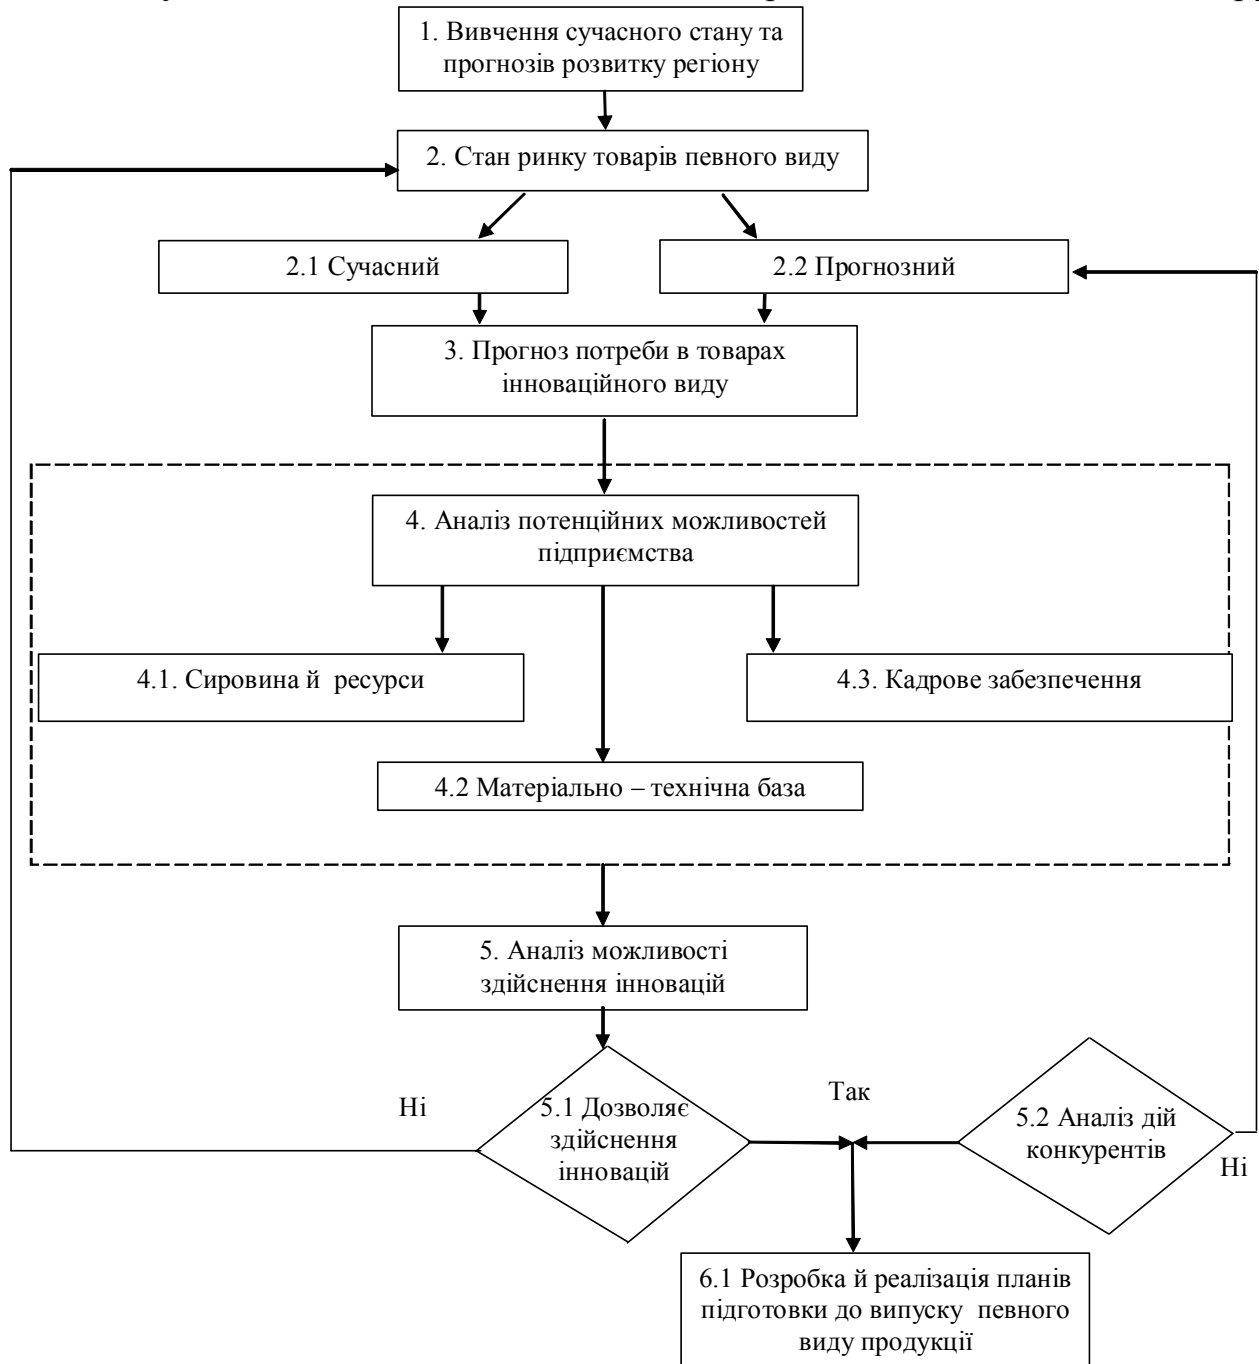 1. Вивчення сучасного стану та
прогнозів розвитку регіону
2. Стан ринку товарів певного виду
2.1 Сучасний
2.2 Прогнозний
3. Прогноз потреби в товарах
інноваційного виду
4. Аналіз потенційних можливостей
підприємства
4.1. Сировина й ресурси
4.3. Кадрове забезпечення
4.2 Матеріально – технічна база
5. Аналіз можливості
здійснення інновацій
Ні
5.1 Дозволяє
здійснення
інновацій
Так
5.2 Аналіз дій
конкурентів
Ні
6.1 Розробка й реалізація планів
підготовки до випуску певного
виду продукції